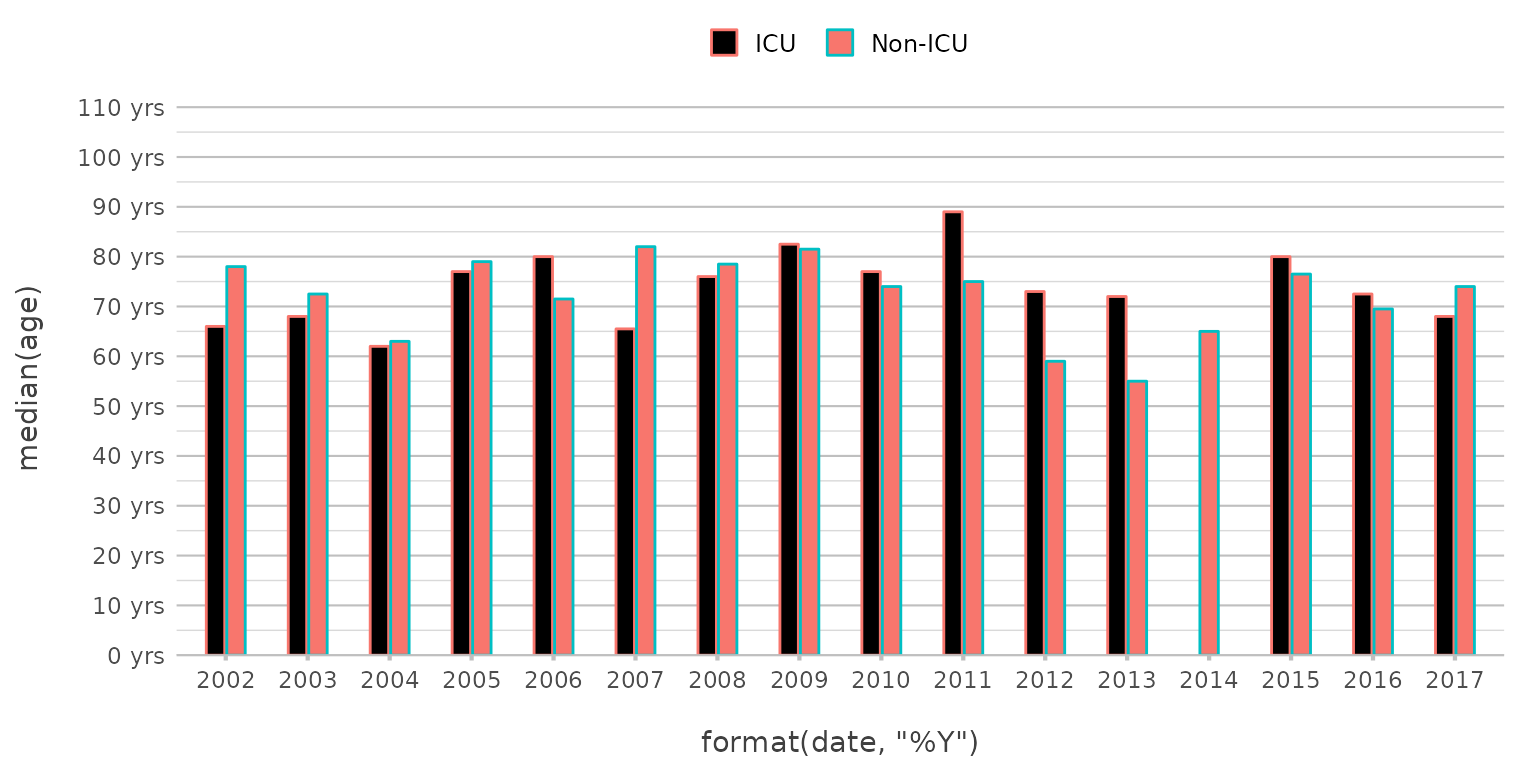 ICU Non-ICU
110 yrs
100 yrs
90 yrs
80 yrs
70 yrs
60 yrs
50 yrs
40 yrs
30 yrs
20 yrs
10 yrs
0 yrs
median(age)
2002 2003 2004 2005 2006 2007 2008 2009 2010 2011 2012 2013 2014 2015 2016 2017
format(date, "%Y")